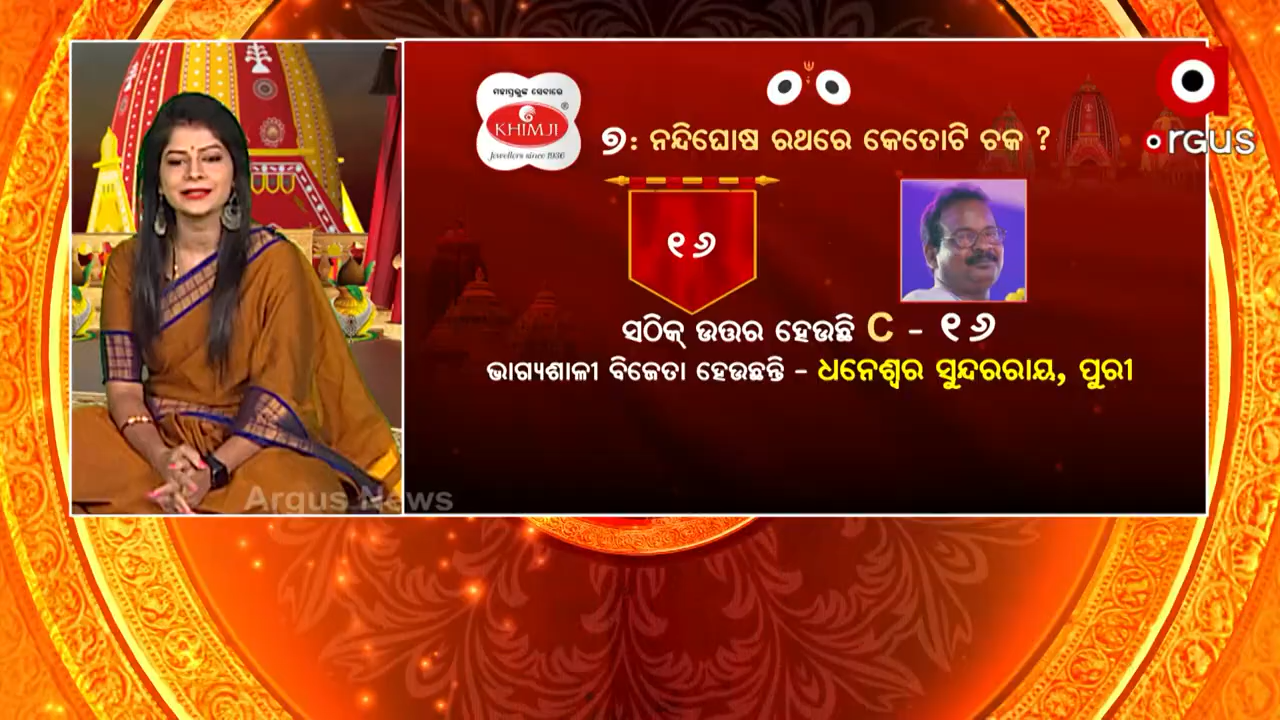 ମହାପ୍ରଭୁଙ୍କ ସେବାରେ
KHIMJI®
Jewellers since 1936
୭: ନନ୍ଦିଘୋଷ ରଥରେ କେତୋଟି ଚକ ?
argus
୧୬
ସଠିକ୍ ଉତ୍ତର ହେଉଛି C - ୧୬
ଭାଗ୍ୟଶାଳୀ ବିଜେତା ହେଉଛନ୍ତି - ଧନେଶ୍ୱର ସୁନ୍ଦରରାୟ, ପୁରୀ
Argus News